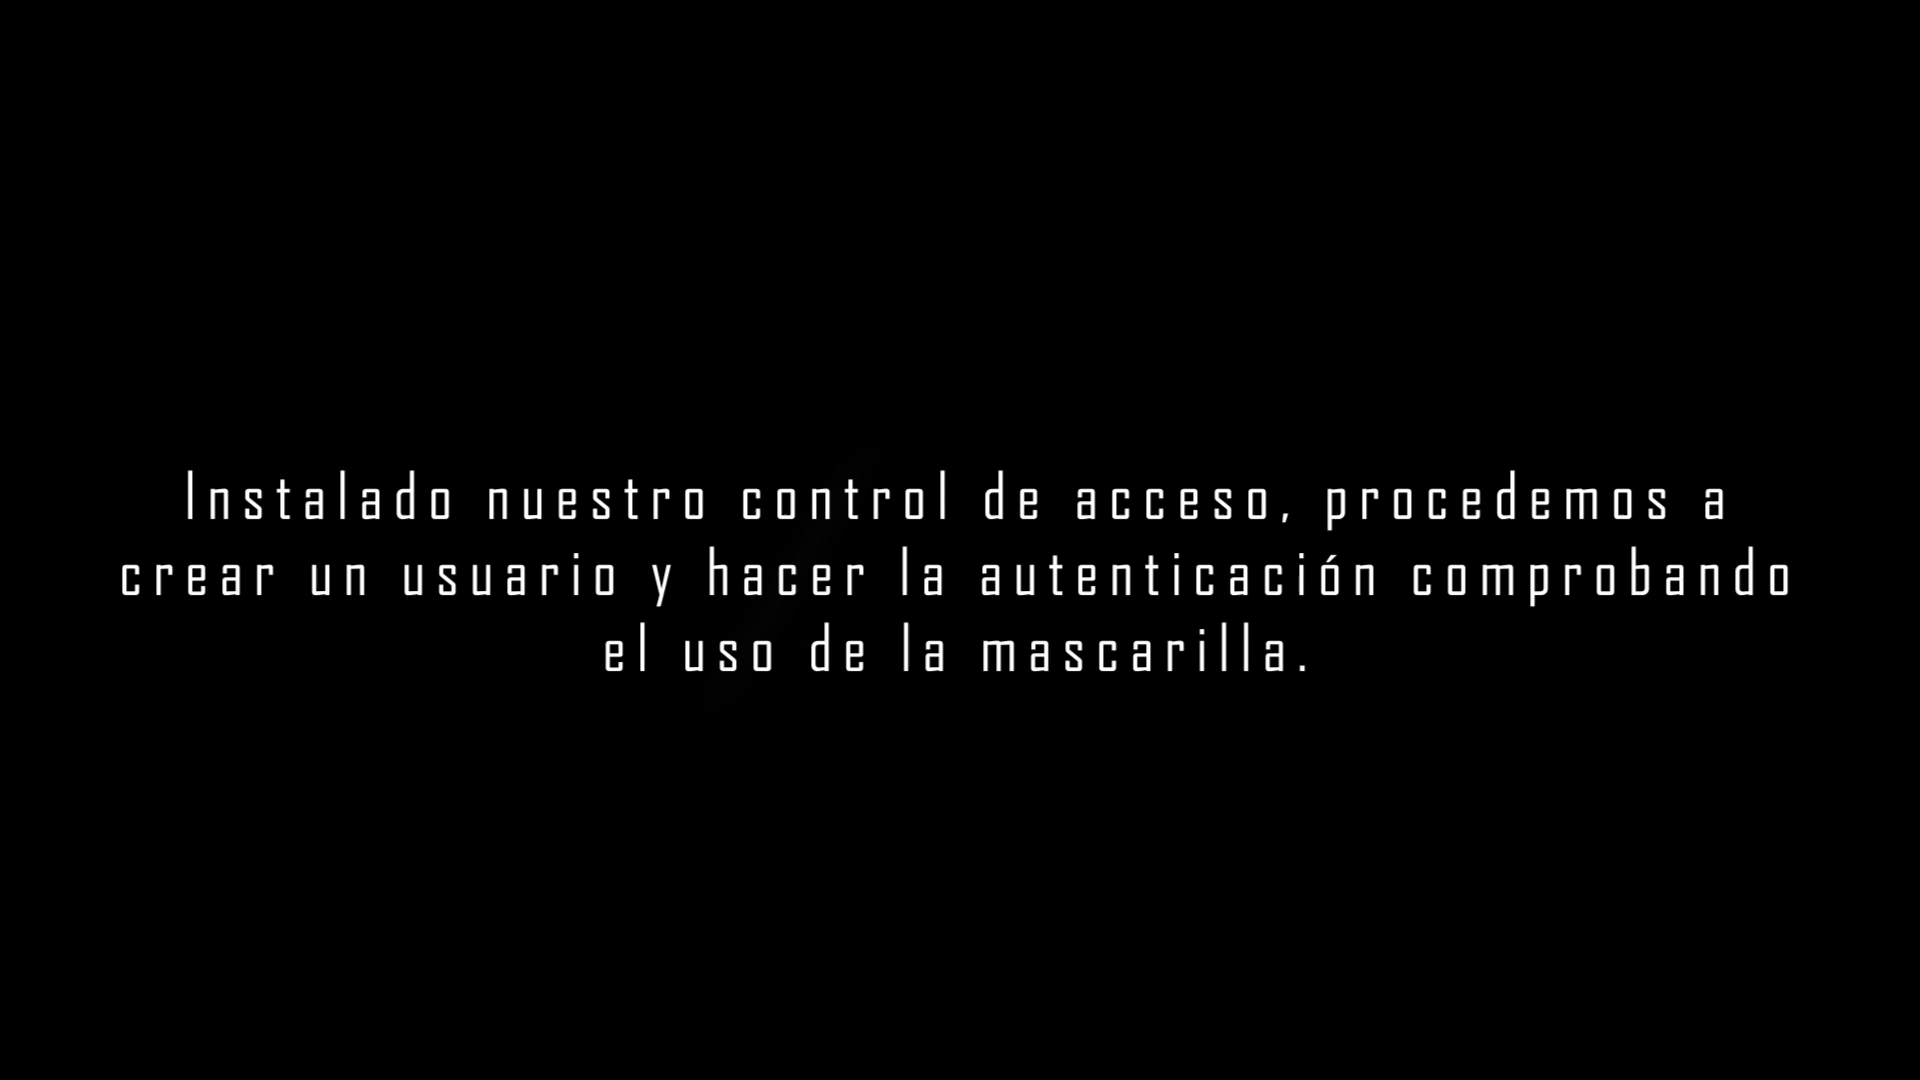 Instalado nuestro control de acceso, procedemos a
crear un usuario y hacer la autenticación comprobando
el uso de la mascarilla.